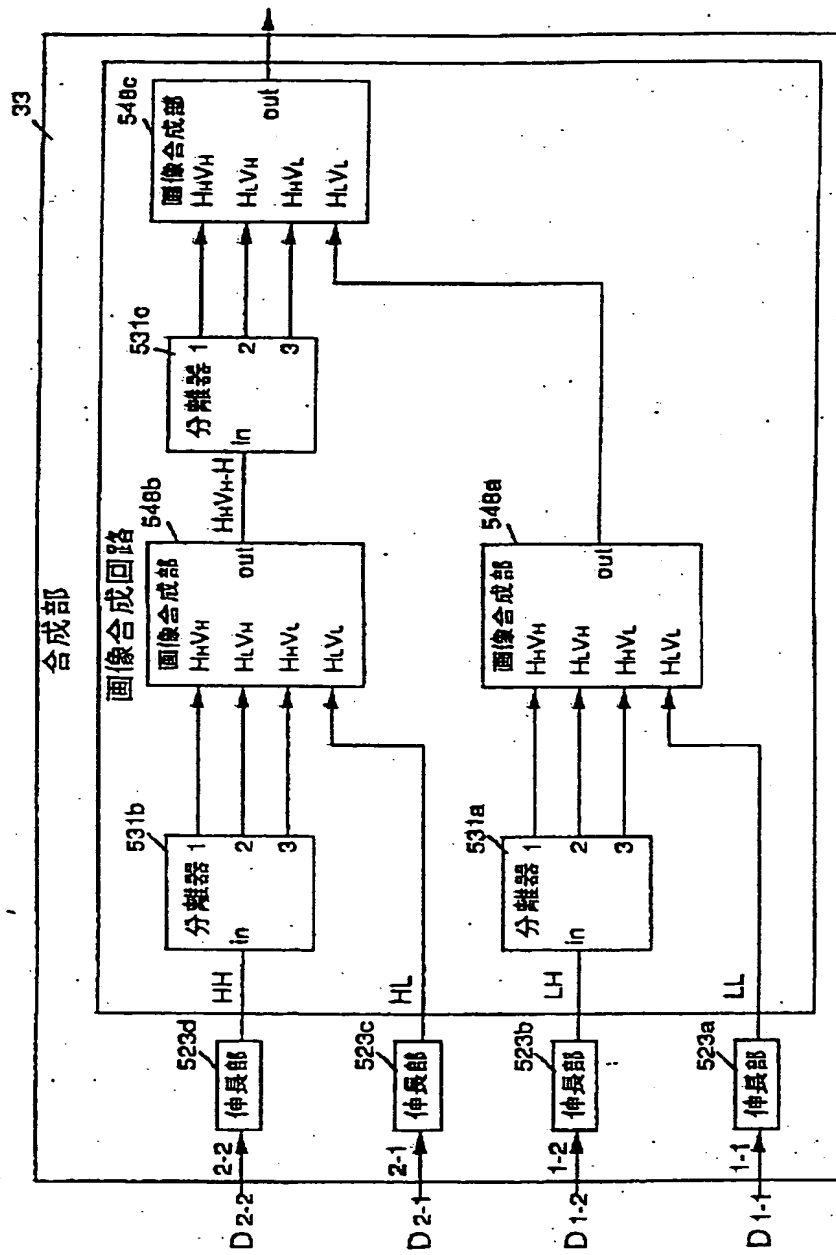 33
合成部
画像合成回路
D2-2
2-2
伸長部
523d
HH
分離器
in
1
2
3
531b
画像合成部
HHVH
HLVH
HHVL
HLVL
out
548b
HHVH-H
分離器
in
1
2
3
531c
画像合成部
HHVH
HLVH
HHVL
HLVL
out
548c
D2-1
2-1
伸長部
523c
HL
D1-2
1-2
伸長部
523b
LH
分離器
in
1
2
3
531a
画像合成部
HHVH
HLVH
HHVL
HLVL
out
548a
D1-1
1-1
伸長部
523a
LL